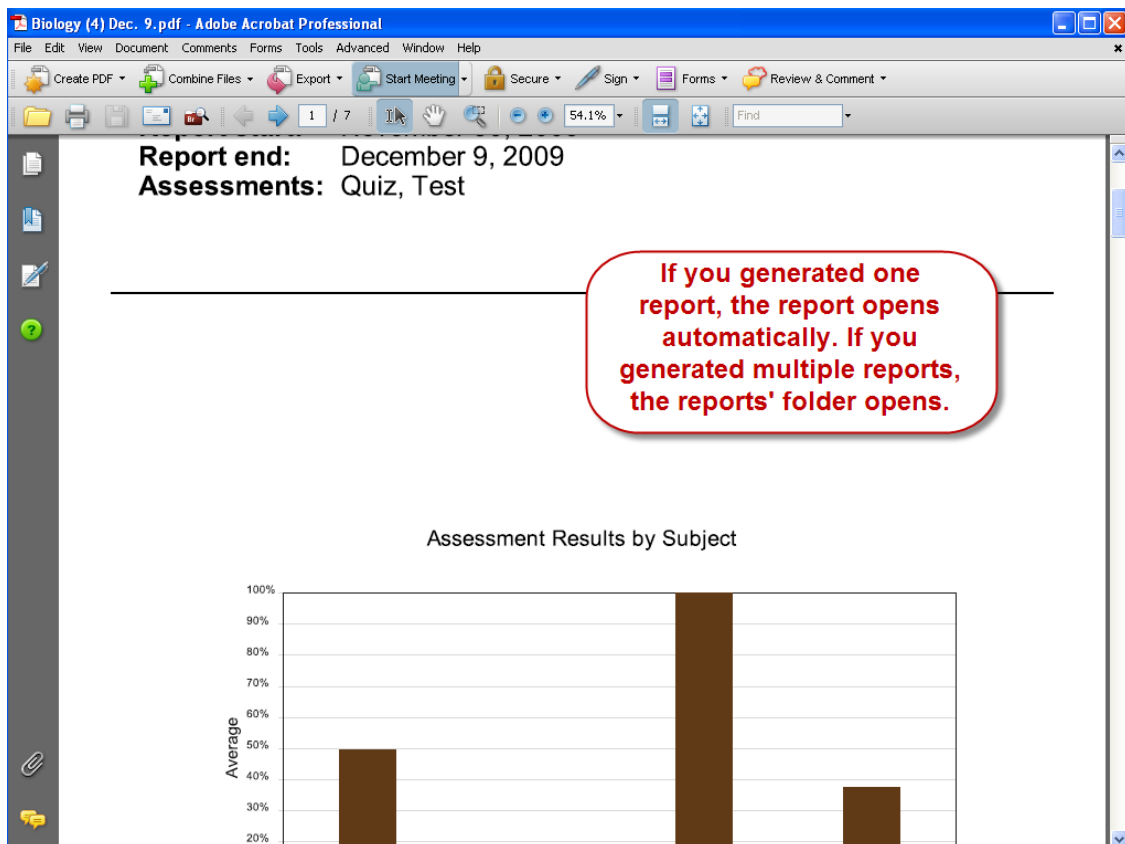 Biology (4) Dec. 9.pdf - Adobe Acrobat Professional
File Edit View Document Comments Forms Tools Advanced Window Help
Create PDF Combine Files Export Start Meeting Secure Sign Forms Review & Comment
1 / 7 54.1% Find
Report end: December 9, 2009
Assessments: Quiz, Test
If you generated one
report, the report opens
automatically. If you
generated multiple reports,
the reports' folder opens.
Assessment Results by Subject
100%
90%
80%
70%
60%
50%
40%
30%
20%
Average